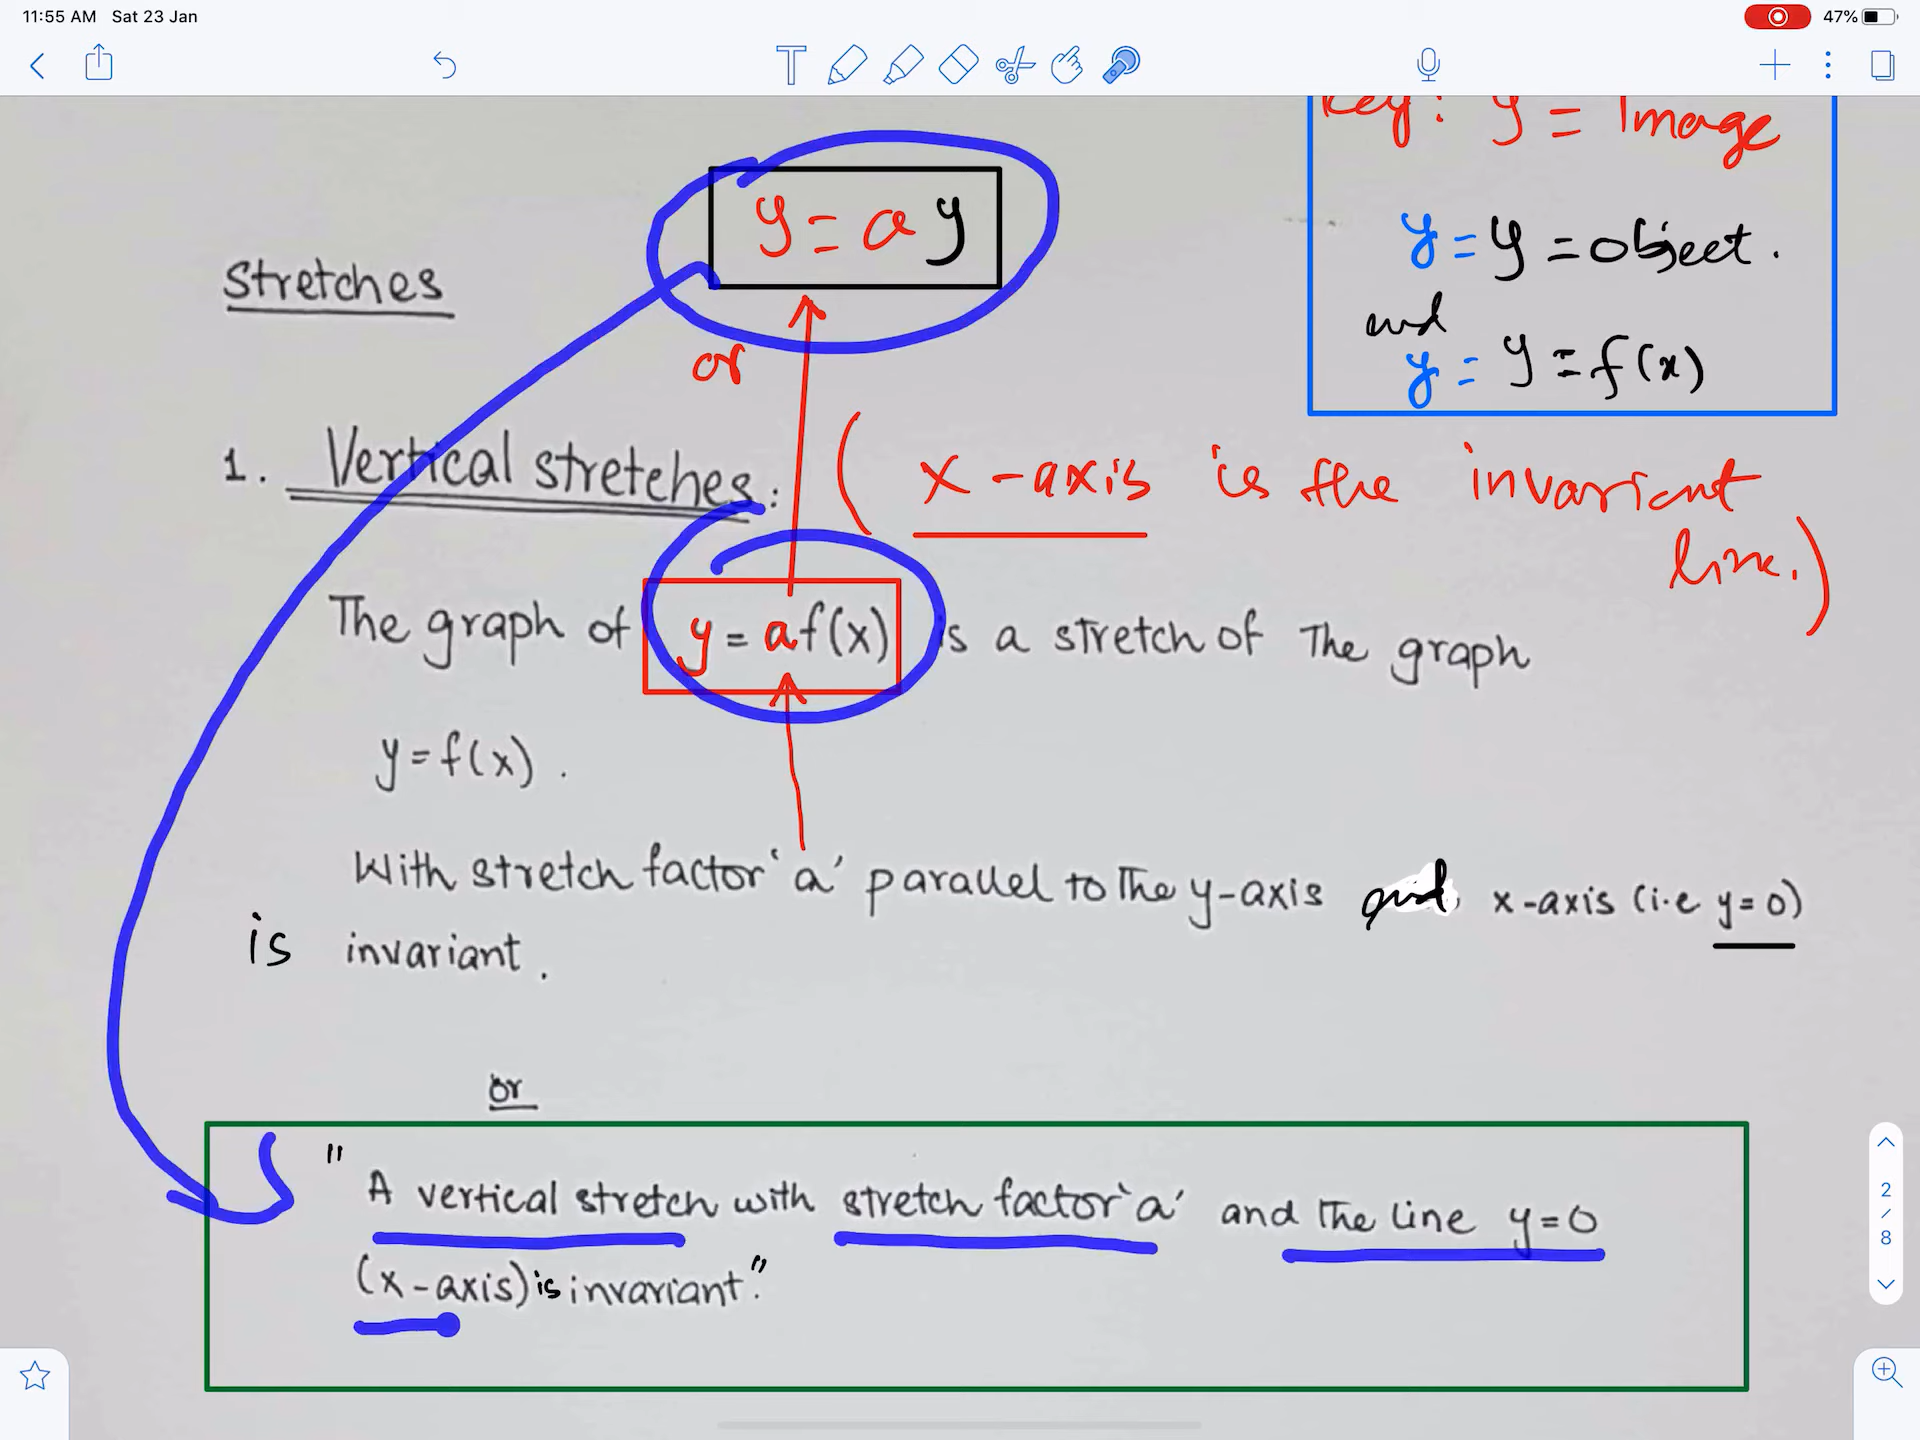 11:55 AM Sat 23 Jan
47%
Key: y = Image
y = y = object.
and
y = y = f(x)
y = a y
Stretches
or
1. Vertical stretches:
( x-axis is the invariant
line.)
The graph of y = af(x) is a stretch of The graph
y = f(x).
With stretch factor 'a' parallel to The y-axis and x-axis (i.e y=0)
is invariant.
or
" A vertical stretch with stretch factor 'a' and The line y=0
(x-axis) is invariant."
2
/
8